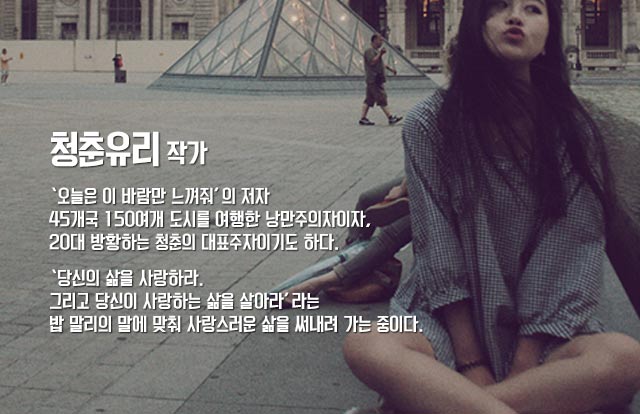 청춘유리 작가
'오늘은 이 바람만 느껴줘'의 저자
45개국 150여개 도시를 여행한 낭만주의자이자,
20대 방황하는 청춘의 대표주자이기도 하다.
'당신의 삶을 사랑하라.
그리고 당신이 사랑하는 삶을 살아라'라는
밥 말리의 말에 맞춰 사랑스러운 삶을 써내려 가는 중이다.